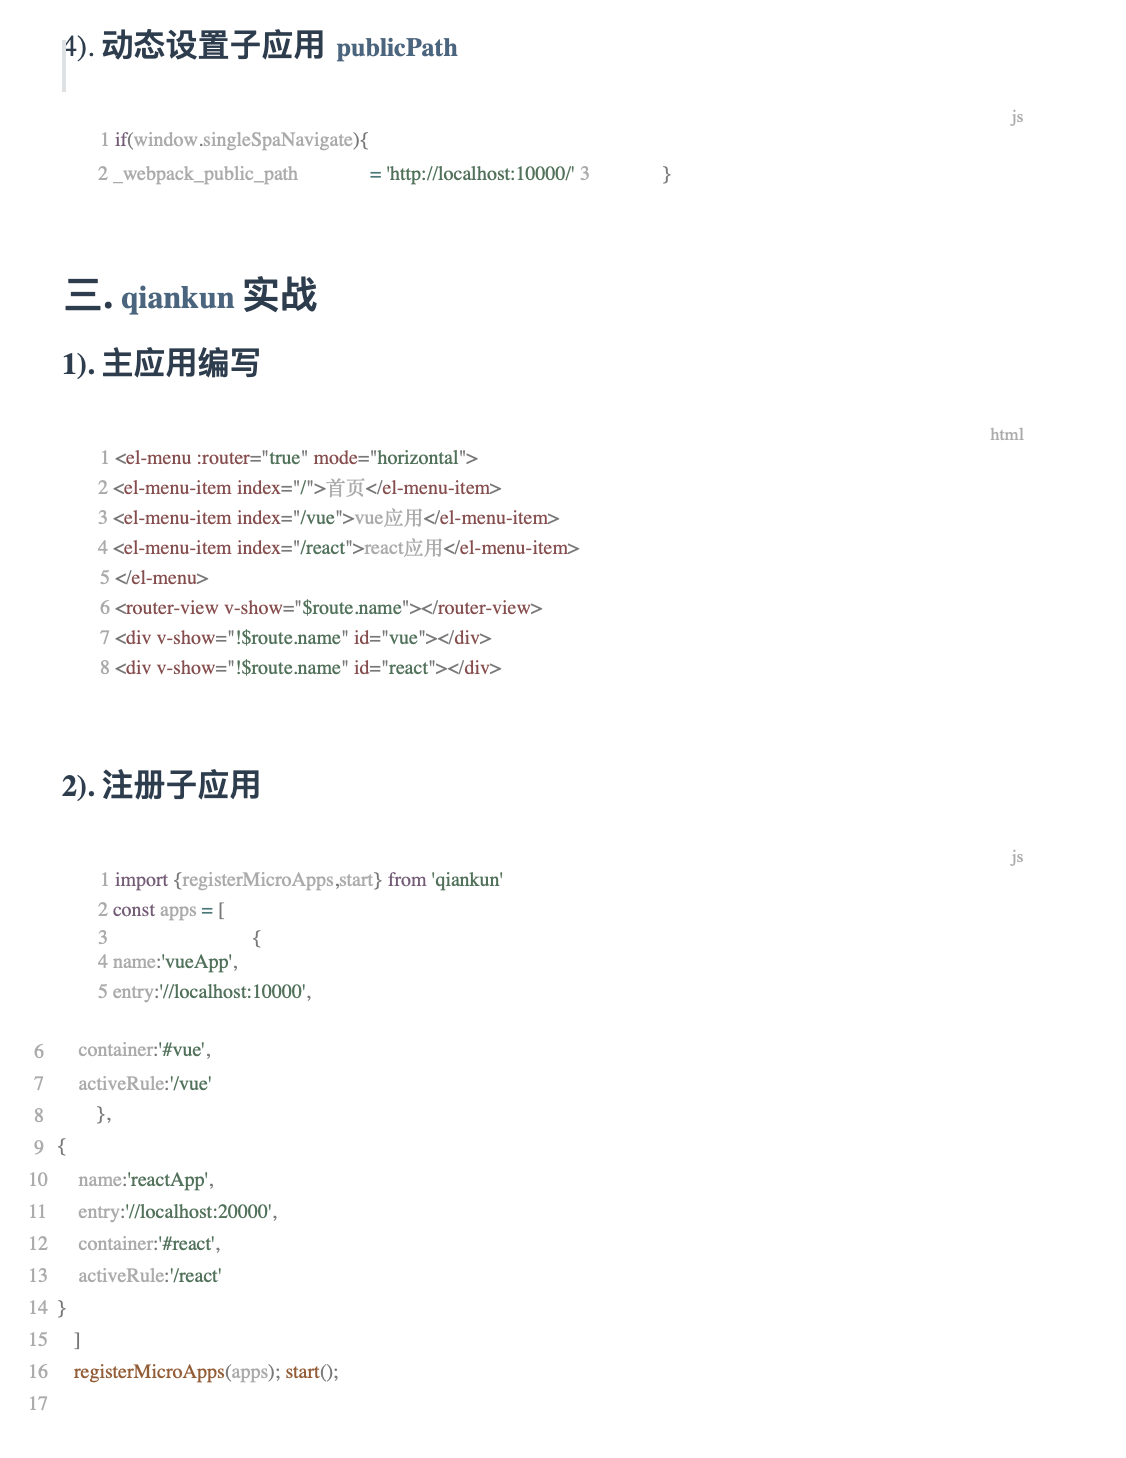 4). 动态设置子应用 publicPath
js
1 if(window.singleSpaNavigate){
2 _webpack_public_path = 'http://localhost:10000/' 3 }
三. qiankun 实战
1). 主应用编写
html
1 <el-menu :router="true" mode="horizontal">
2 <el-menu-item index="/">首页</el-menu-item>
3 <el-menu-item index="/vue">vue应用</el-menu-item>
4 <el-menu-item index="/react">react应用</el-menu-item>
5 </el-menu>
6 <router-view v-show="$route.name"></router-view>
7 <div v-show="!$route.name" id="vue"></div>
8 <div v-show="!$route.name" id="react"></div>
2). 注册子应用
js
1 import {registerMicroApps,start} from 'qiankun'
2 const apps = [
3 {
4 name:'vueApp',
5 entry:'//localhost:10000',
6 container:'#vue',
7 activeRule:'/vue'
8 },
9 {
10 name:'reactApp',
11 entry:'//localhost:20000',
12 container:'#react',
13 activeRule:'/react'
14 }
15 ]
16 registerMicroApps(apps); start();
17